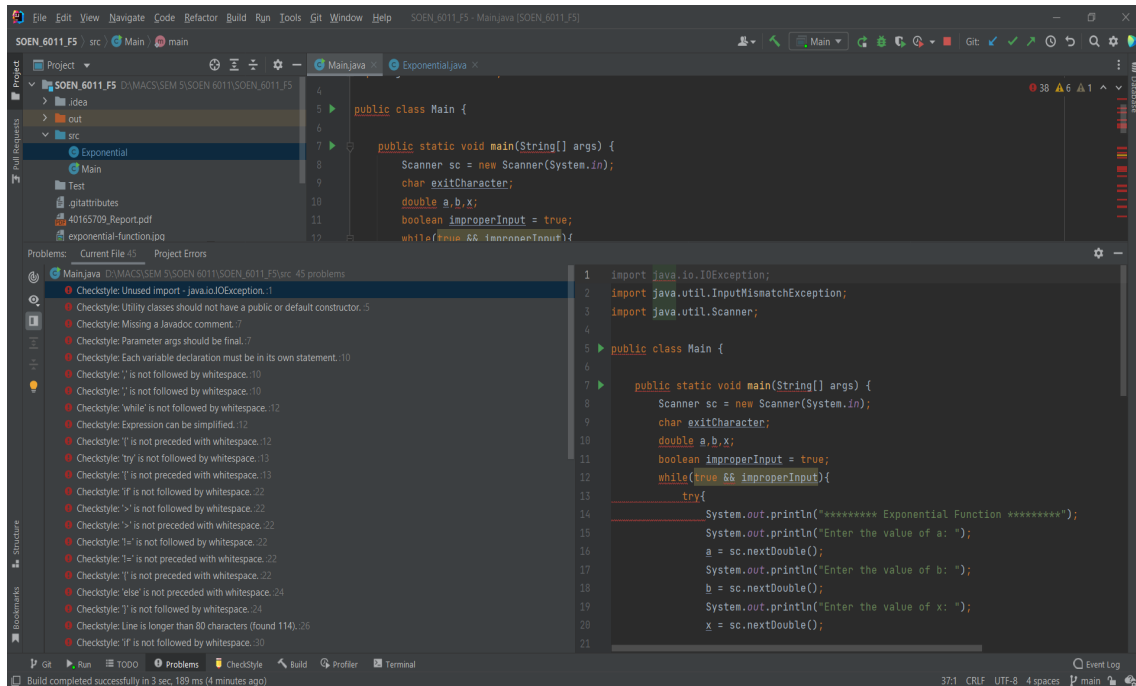 File Edit View Navigate Code Refactor Build Run Tools Git Window Help SOEN_6011_F5 - Main.java [SOEN_6011_F5]
SOEN_6011_F5 src Main main
Main
Git:
Project
Main.java
Exponential.java
Project
SOEN_6011_F5 D:\MACS\SEM 5\SOEN 6011\SOEN_6011_F5
.idea
out
src
Exponential
Main
Test
.gitattributes
40165709_Report.pdf
exponential-function.jpg
Pull Requests
4
5 public class Main {
6
7 public static void main(String[] args) {
8 Scanner sc = new Scanner(System.in);
9 char exitCharacter;
10 double a,b,x;
11 boolean improperInput = true;
12 while(true && improperInput){
38 6 1
Database
Problems: Current File 45 Project Errors
Main.java D:\MACS\SEM 5\SOEN 6011\SOEN_6011_F5\src 45 problems
Checkstyle: Unused import - java.io.IOException. :1
Checkstyle: Utility classes should not have a public or default constructor. :5
Checkstyle: Missing a Javadoc comment. :7
Checkstyle: Parameter args should be final. :7
Checkstyle: Each variable declaration must be in its own statement. :10
Checkstyle: ',' is not followed by whitespace. :10
Checkstyle: ',' is not followed by whitespace. :10
Checkstyle: 'while' is not followed by whitespace. :12
Checkstyle: Expression can be simplified. :12
Checkstyle: '{' is not preceded with whitespace. :12
Checkstyle: 'try' is not followed by whitespace. :13
Checkstyle: '{' is not preceded with whitespace. :13
Checkstyle: 'if' is not followed by whitespace. :22
Checkstyle: '>' is not followed by whitespace. :22
Checkstyle: '>' is not preceded with whitespace. :22
Checkstyle: '!=' is not followed by whitespace. :22
Checkstyle: '!=' is not preceded with whitespace. :22
Checkstyle: '{' is not preceded with whitespace. :22
Checkstyle: 'else' is not preceded with whitespace. :24
Checkstyle: '}' is not followed by whitespace. :24
Checkstyle: Line is longer than 80 characters (found 114). :26
Checkstyle: 'if' is not followed by whitespace. :30
1 import java.io.IOException;
2 import java.util.InputMismatchException;
3 import java.util.Scanner;
4
5 public class Main {
6
7 public static void main(String[] args) {
8 Scanner sc = new Scanner(System.in);
9 char exitCharacter;
10 double a,b,x;
11 boolean improperInput = true;
12 while(true && improperInput){
13 try{
14 System.out.println("********* Exponential Function *********");
15 System.out.println("Enter the value of a: ");
16 a = sc.nextDouble();
17 System.out.println("Enter the value of b: ");
18 b = sc.nextDouble();
19 System.out.println("Enter the value of x: ");
20 x = sc.nextDouble();
21
Structure
Bookmarks
Git Run TODO Problems CheckStyle Build Profiler Terminal Event Log
Build completed successfully in 3 sec, 189 ms (4 minutes ago) 37:1 CRLF UTF-8 4 spaces main